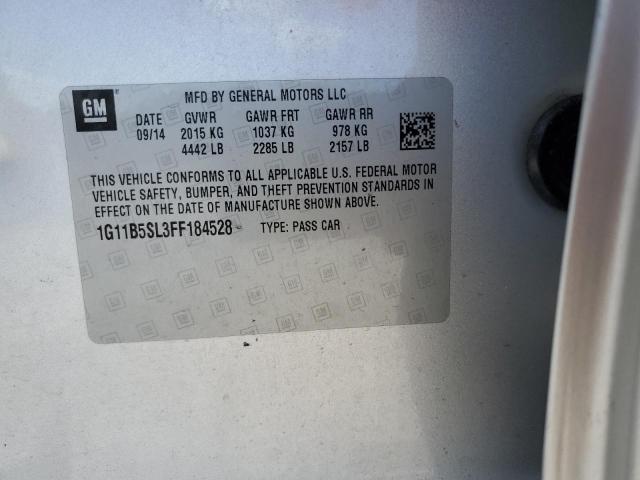 GM
MFD BY GENERAL MOTORS LLC
DATE GVWR GAWR FRT GAWR RR
09/14 2015 KG 1037 KG 978 KG
4442 LB 2285 LB 2157 LB
THIS VEHICLE CONFORMS TO ALL APPLICABLE U.S. FEDERAL MOTOR
VEHICLE SAFETY, BUMPER, AND THEFT PREVENTION STANDARDS IN
EFFECT ON THE DATE OF MANUFACTURE SHOWN ABOVE.
1G11B5SL3FF184528 TYPE: PASS CAR